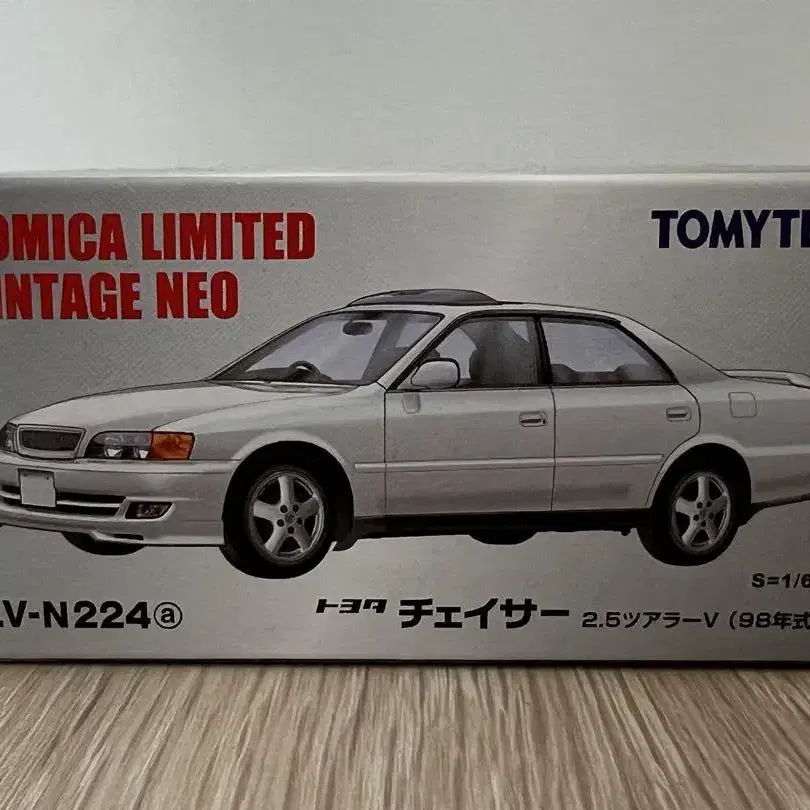 OMICA LIMITED
INTAGE NEO
TOMYTE
S=1/6
LV-N224ⓐ
トヨタ チェイサー 2.5ツアラーV (98年式